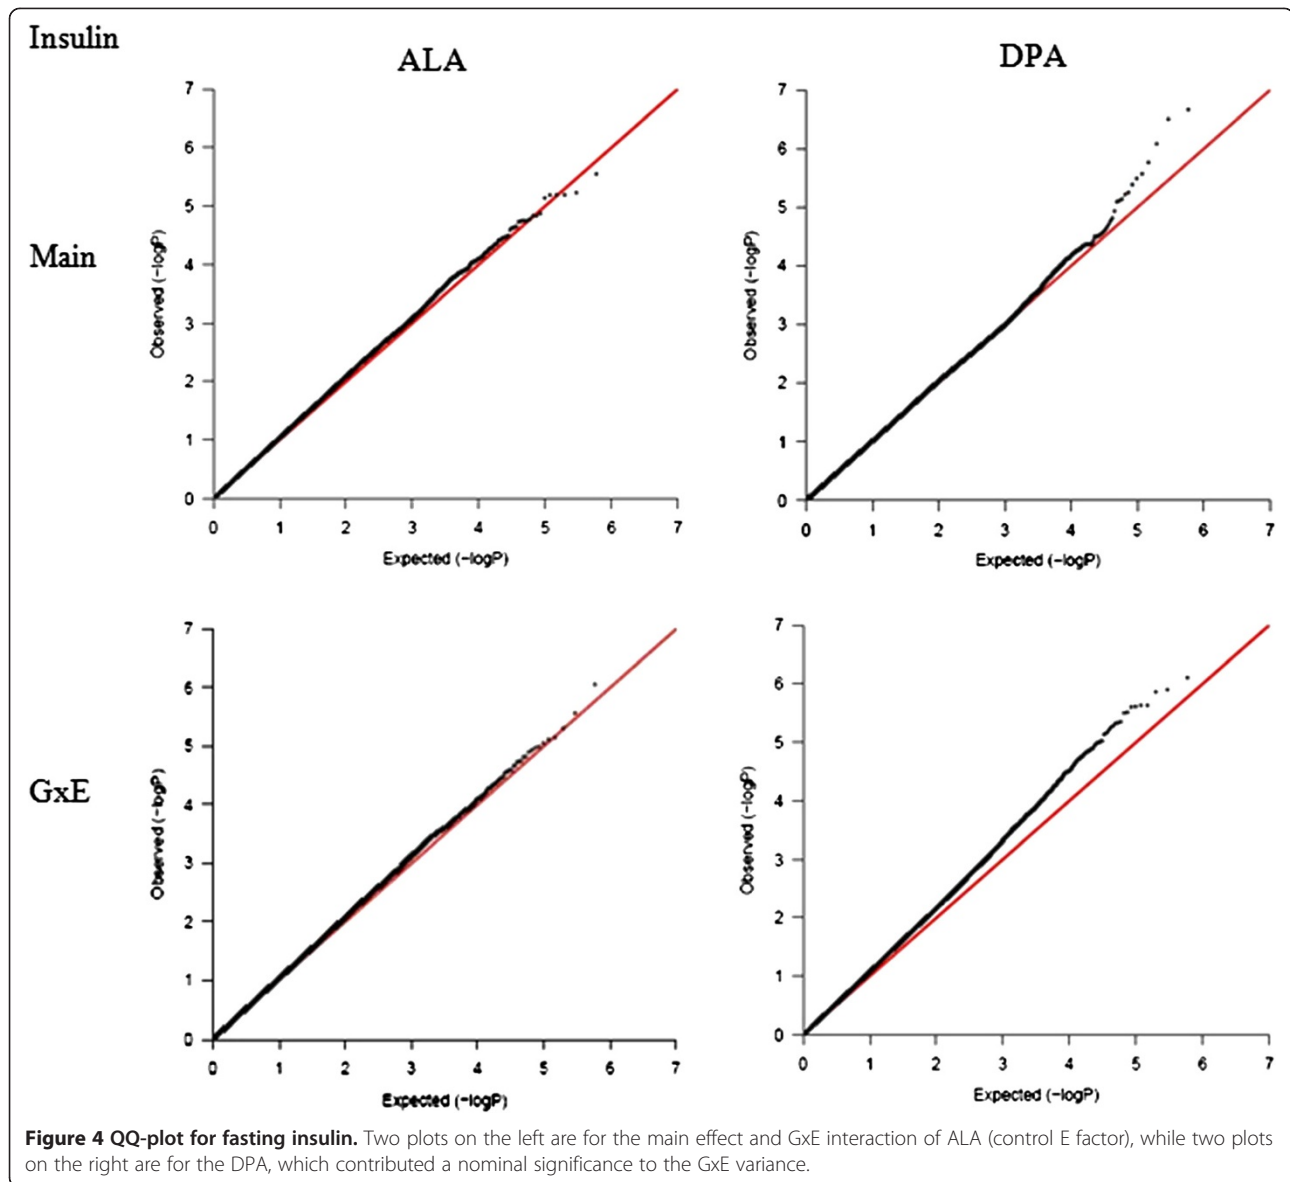 Insulin
ALA
DPA
7
6
5
4
3
2
1
0
Observed (-logP)
0 1 2 3 4 5 6 7
Expected (-logP)
7
6
5
4
3
2
1
0
Observed (-logP)
0 1 2 3 4 5 6 7
Expected (-logP)
Main
7
6
5
4
3
2
1
0
Observed (-logP)
0 1 2 3 4 5 6 7
Expected (-logP)
7
6
5
4
3
2
1
0
Observed (-logP)
0 1 2 3 4 5 6 7
Expected (-logP)
GxE
Figure 4 QQ-plot for fasting insulin. Two plots on the left are for the main effect and GxE interaction of ALA (control E factor), while two plots
on the right are for the DPA, which contributed a nominal significance to the GxE variance.